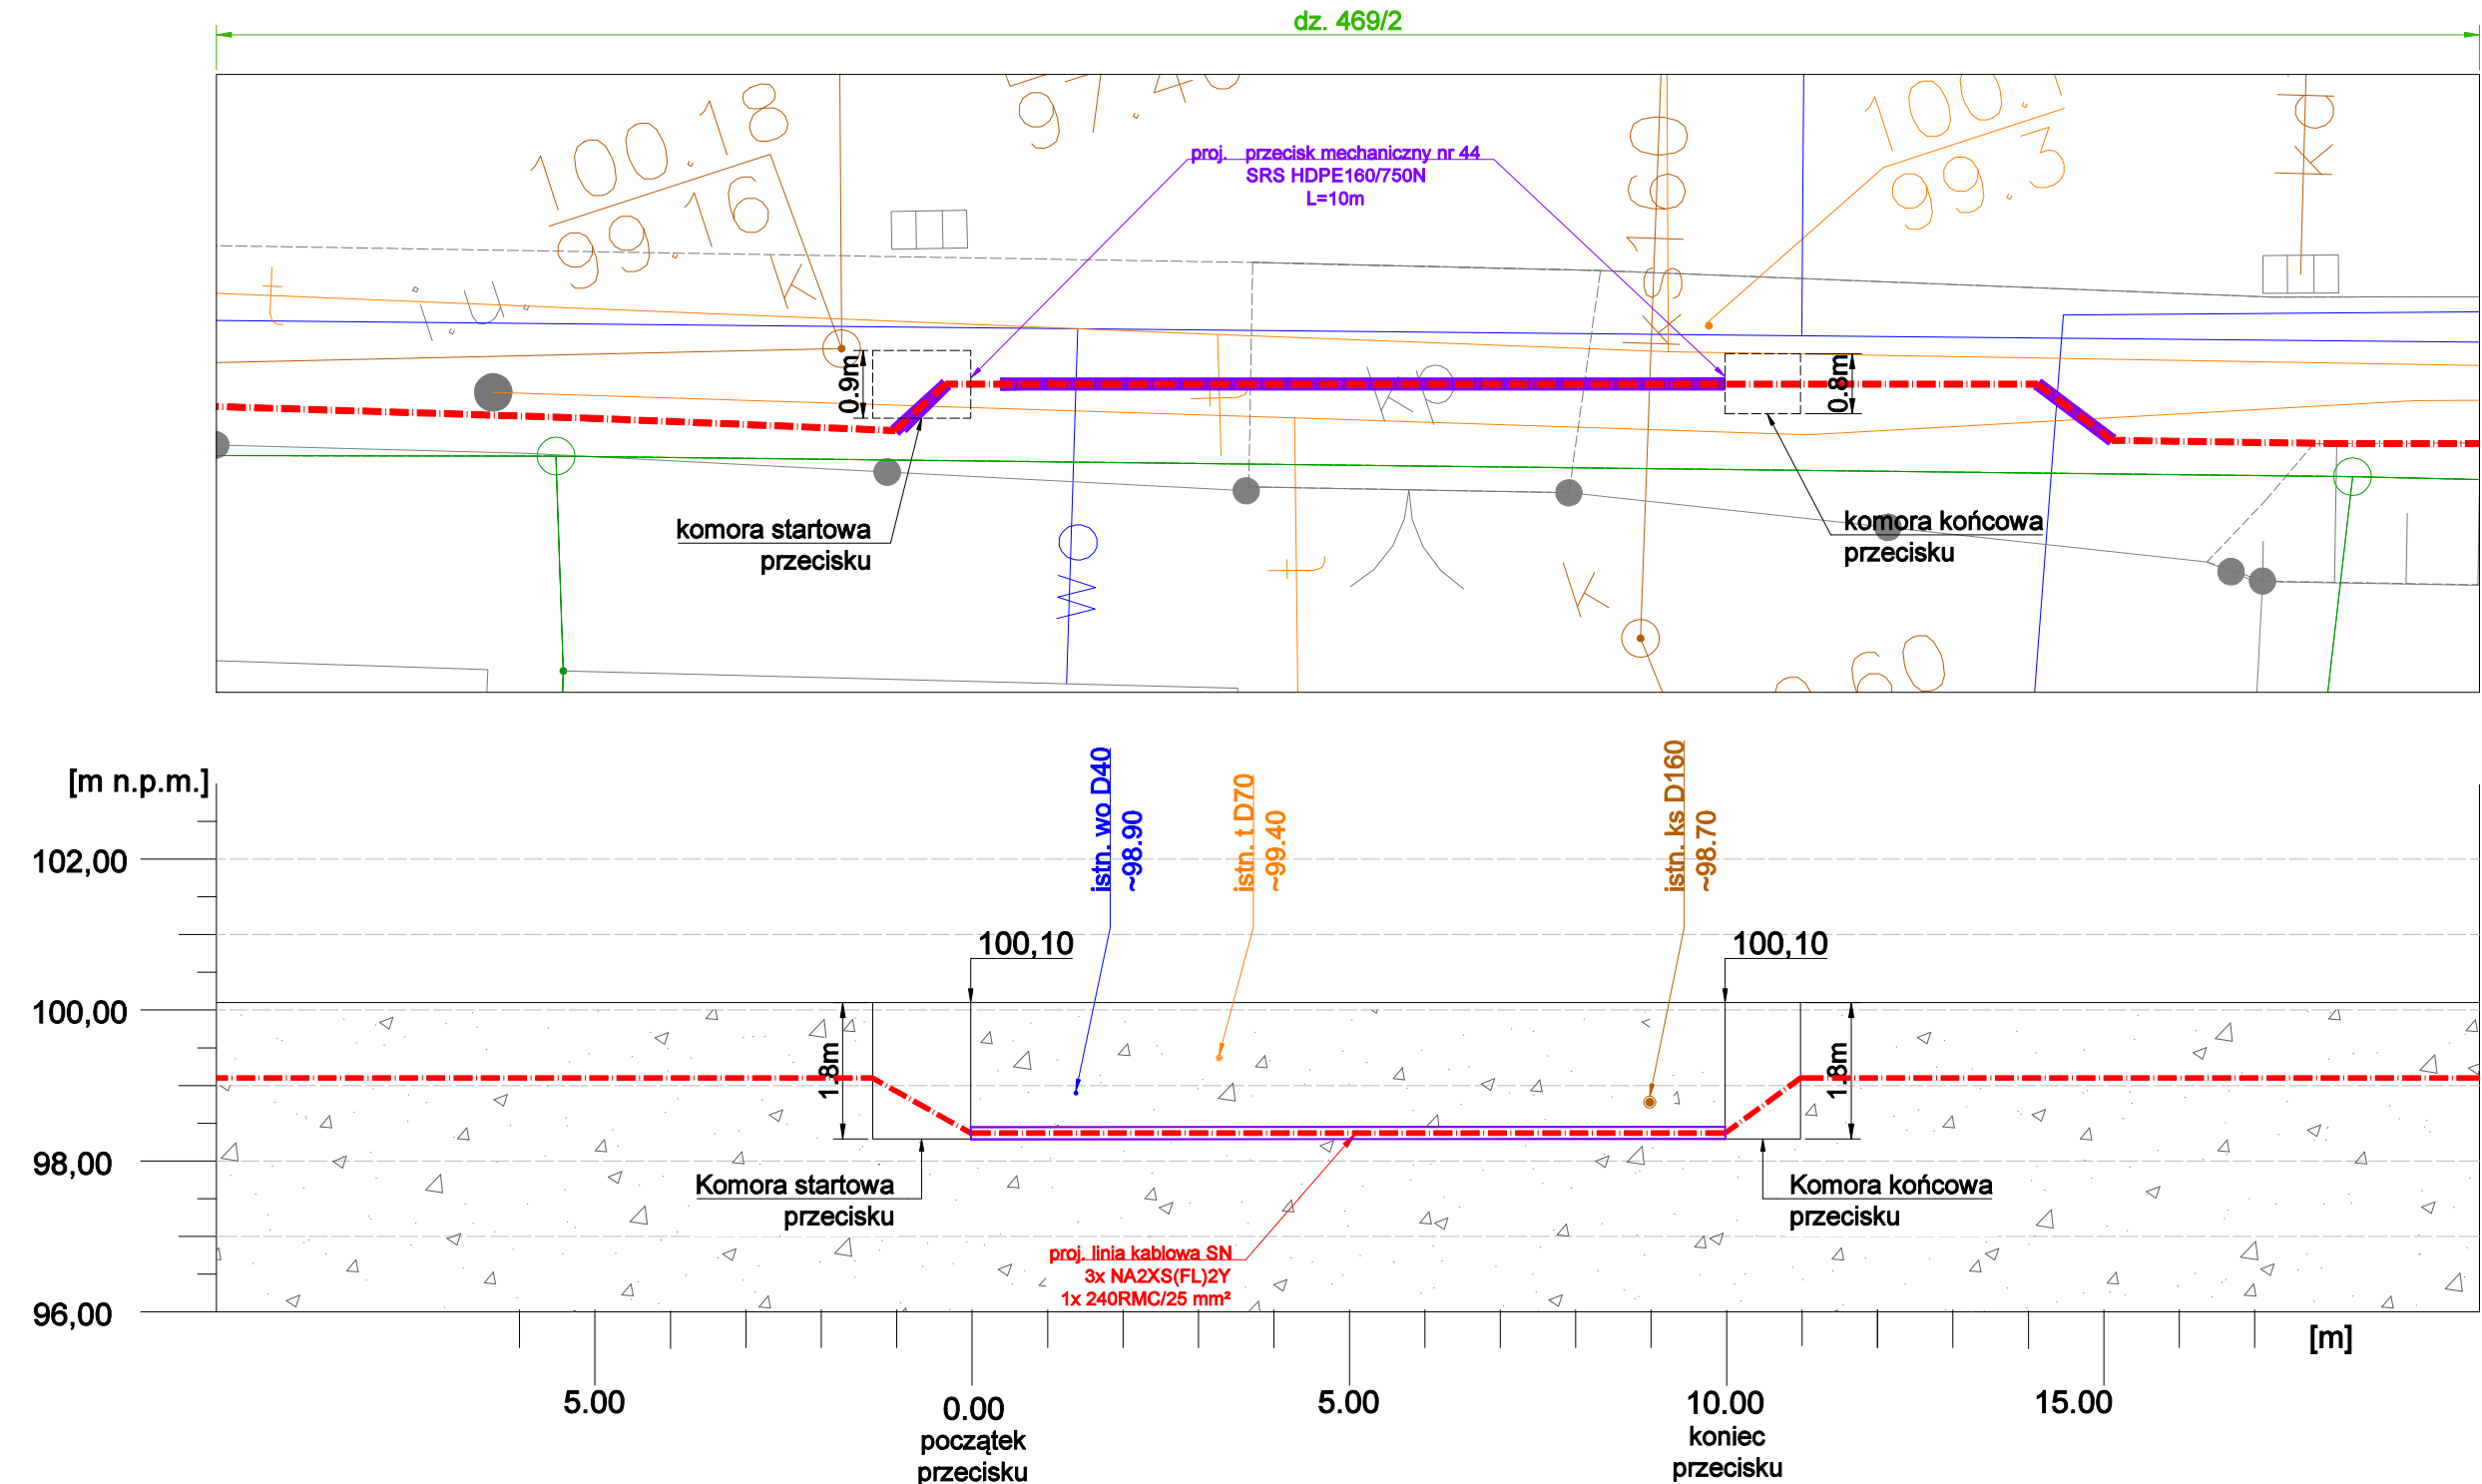 dz. 469/2
100.18
99.16
k
proj. przecisk mechaniczny nr 44
SRS HDPE160/750N
L=10m
ks160
99.3
kd
t
i.u.
0.9m
t
kp
0.8m
komora startowa
przecisku
wo
t
k
komora końcowa
przecisku
[m n.p.m.]
102,00
100,00
98,00
96,00
istn. wo D40
~98.90
istn. t D70
~99.40
istn. ks D160
~98.70
100,10
100,10
1.8m
1.8m
Komora startowa
przecisku
Komora końcowa
przecisku
proj. linia kablowa SN
3x NA2XS(FL)2Y
1x 240RMC/25 mm²
[m]
5.00
0.00
5.00
10.00
15.00
początek
przecisku
koniec
przecisku